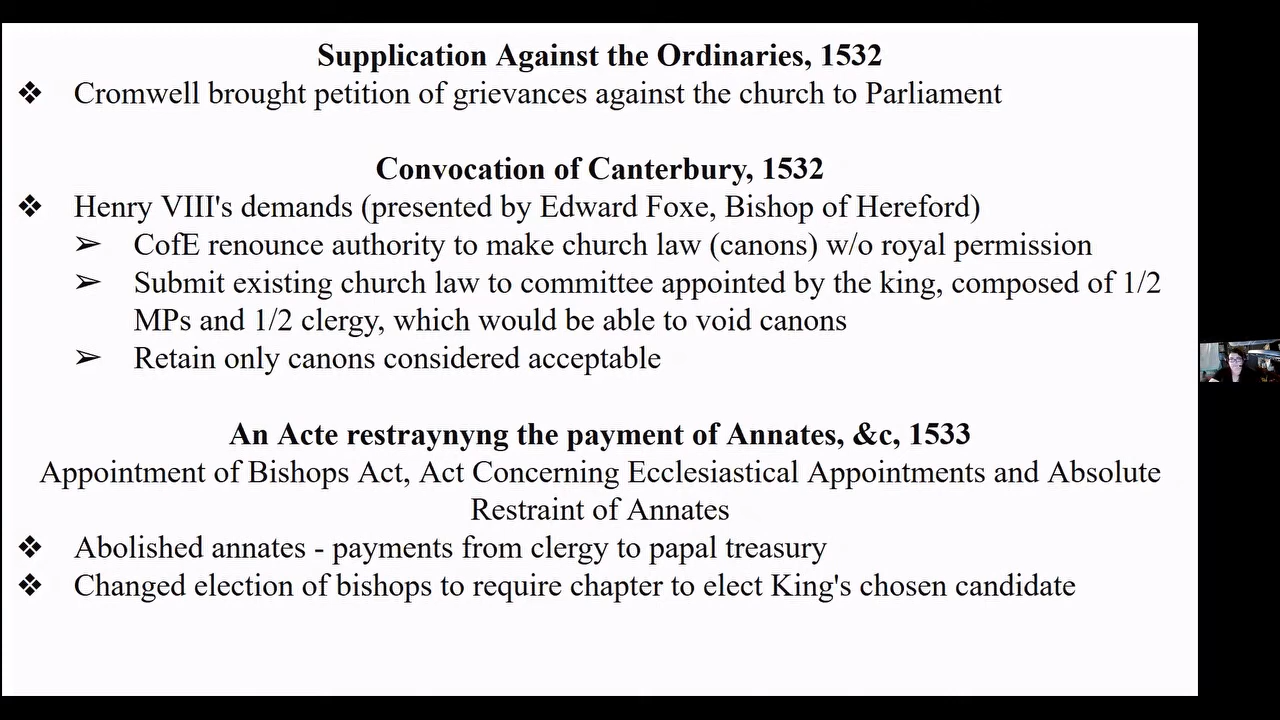 Supplication Against the Ordinaries, 1532
❖ Cromwell brought petition of grievances against the church to Parliament
Convocation of Canterbury, 1532
❖ Henry VIII's demands (presented by Edward Foxe, Bishop of Hereford)
➢ CofE renounce authority to make church law (canons) w/o royal permission
➢ Submit existing church law to committee appointed by the king, composed of 1/2
MPs and 1/2 clergy, which would be able to void canons
➢ Retain only canons considered acceptable
An Acte restraynyng the payment of Annates, &c, 1533
Appointment of Bishops Act, Act Concerning Ecclesiastical Appointments and Absolute
Restraint of Annates
❖ Abolished annates - payments from clergy to papal treasury
❖ Changed election of bishops to require chapter to elect King's chosen candidate